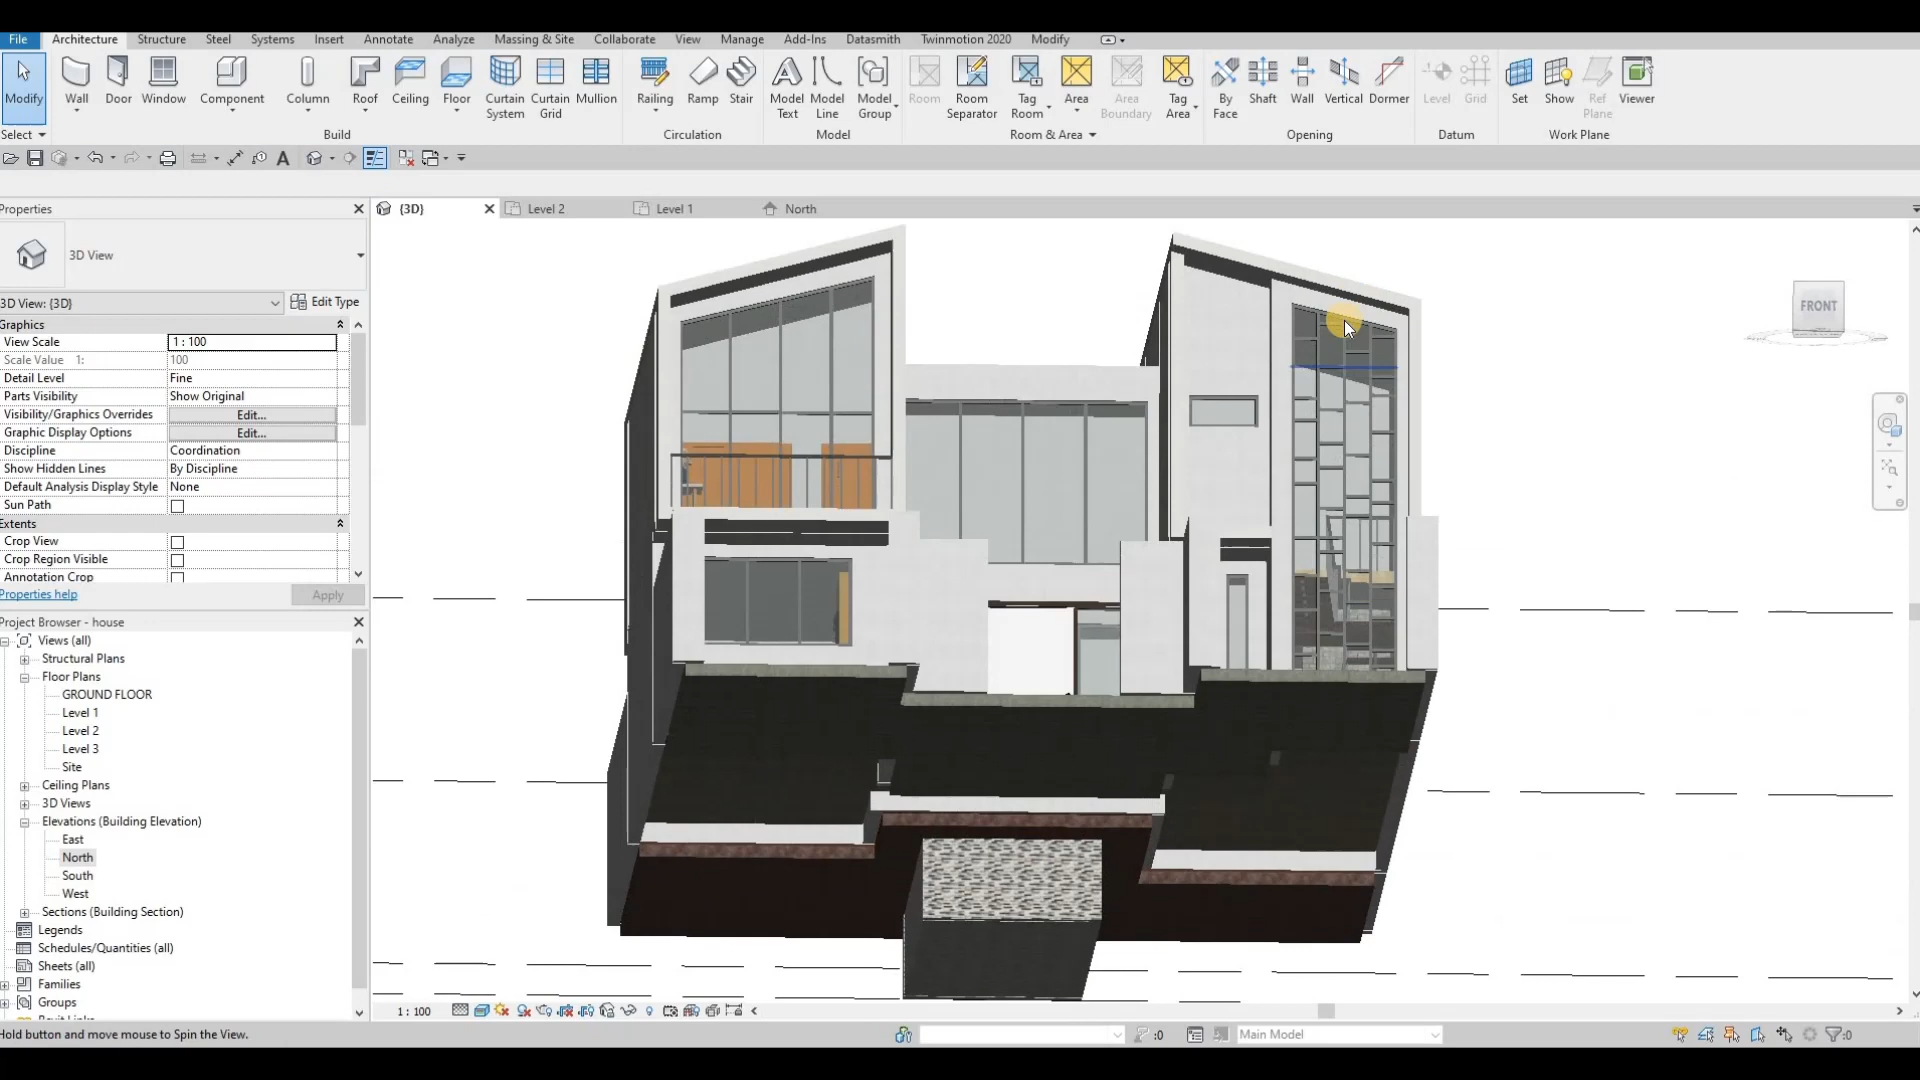 File Architecture Structure Steel Systems Insert Annotate Analyze Massing & Site Collaborate View Manage Add-Ins Datasmith Twinmotion 2020 Modify
Modify Wall Door Window Component Column Roof Ceiling Floor Curtain System Curtain Grid Mullion Railing Ramp Stair Model Text Model Line Model Group Room Room Separator Tag Room Area Area Boundary Tag Area By Face Shaft Wall Vertical Dormer Level Grid Set Show Ref Plane Viewer
Select Build Circulation Model Room & Area Opening Datum Work Plane
Properties
{3D} Level 2 Level 1 North
3D View
3D View: {3D} Edit Type
Graphics
View Scale 1 : 100
Scale Value 1: 100
Detail Level Fine
Parts Visibility Show Original
Visibility/Graphics Overrides Edit...
Graphic Display Options Edit...
Discipline Coordination
Show Hidden Lines By Discipline
Default Analysis Display Style None
Sun Path
Extents
Crop View
Crop Region Visible
Annotation Crop
Properties help Apply
FRONT
Project Browser - house
Views (all)
Structural Plans
Floor Plans
GROUND FLOOR
Level 1
Level 2
Level 3
Site
Ceiling Plans
3D Views
Elevations (Building Elevation)
East
North
South
West
Sections (Building Section)
Legends
Schedules/Quantities (all)
Sheets (all)
Families
Groups
1 : 100
Hold button and move mouse to Spin the View. :0 Main Model :0